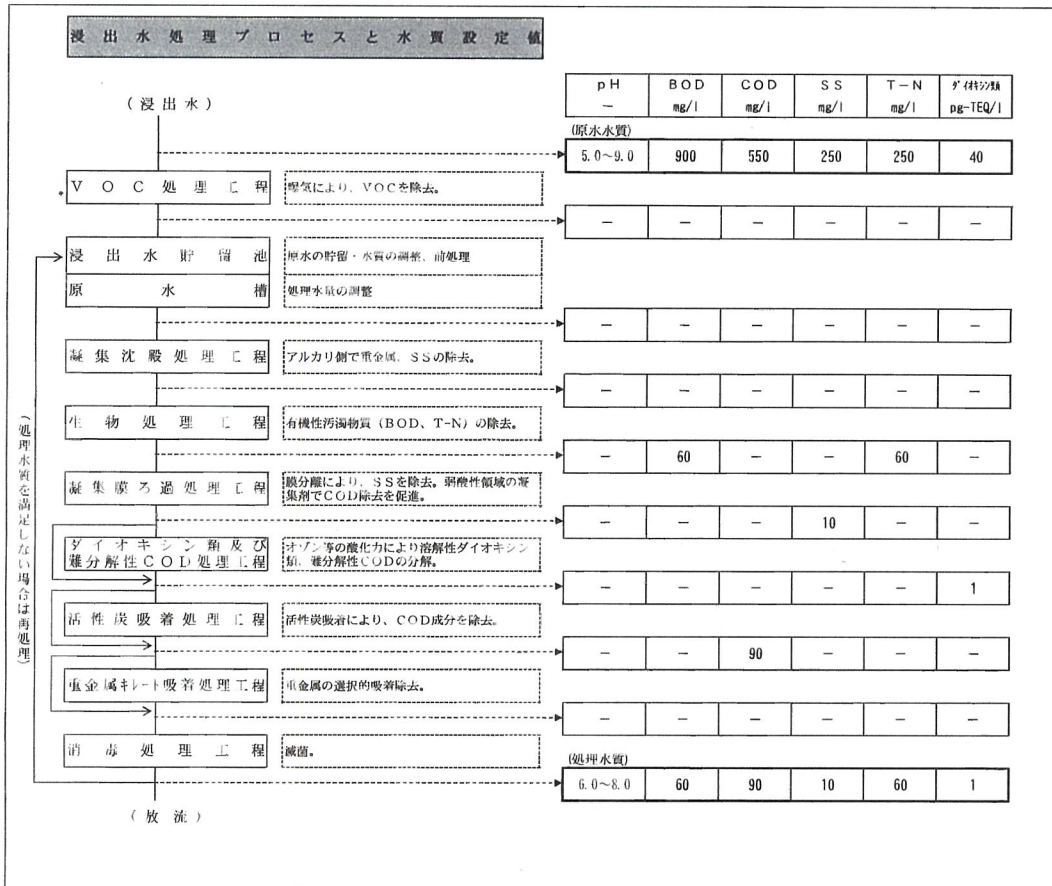 浸出水処理プロセスと水質設定値
pH BOD COD SS T-N ダイオキシン類
- mg/l mg/l mg/l mg/l pg-TEQ/l
(浸出水)
(原水水質)
5.0~9.0 900 550 250 250 40
VOC処理工程 曝気により、VOCを除去。
- - - - - -
浸出水貯留池 原水の貯留・水質の調整、前処理
原水槽 処理水量の調整
- - - - - -
凝集沈殿処理工程 アルカリ側で重金属、SSの除去。
- - - - - -
生物処理工程 有機性汚濁物質(BOD、T-N)の除去。
- 60 - - 60 -
凝集膜ろ過処理工程 膜分離により、SSを除去。弱酸性領域の凝
集剤でCOD除去を促進。
- - - 10 - -
ダイオキシン類及び オゾン等の酸化力により溶解性ダイオキシン
難分解性COD処理工程 類、難分解性CODの分解。
- - - - - 1
活性炭吸着処理工程 活性炭吸着により、COD成分を除去。
- - 90 - - -
重金属キレート吸着処理工程 重金属の選択的吸着除去。
- - - - - -
消毒処理工程 滅菌。
(処理水質)
6.0~8.0 60 90 10 60 1
(放流)
(処理水質を満足しない場合は再処理)